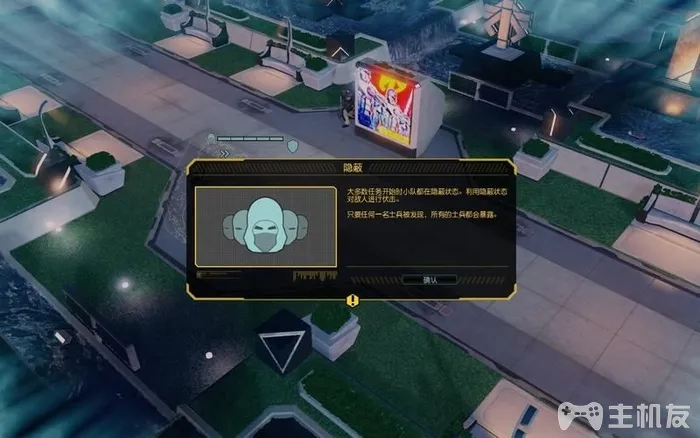 隐蔽
大多数任务开始时小队都在隐蔽状态。利用隐蔽状态
对敌人进行伏击。
只要任何一名士兵被发现，所有的士兵都会暴露。
确认
主机友